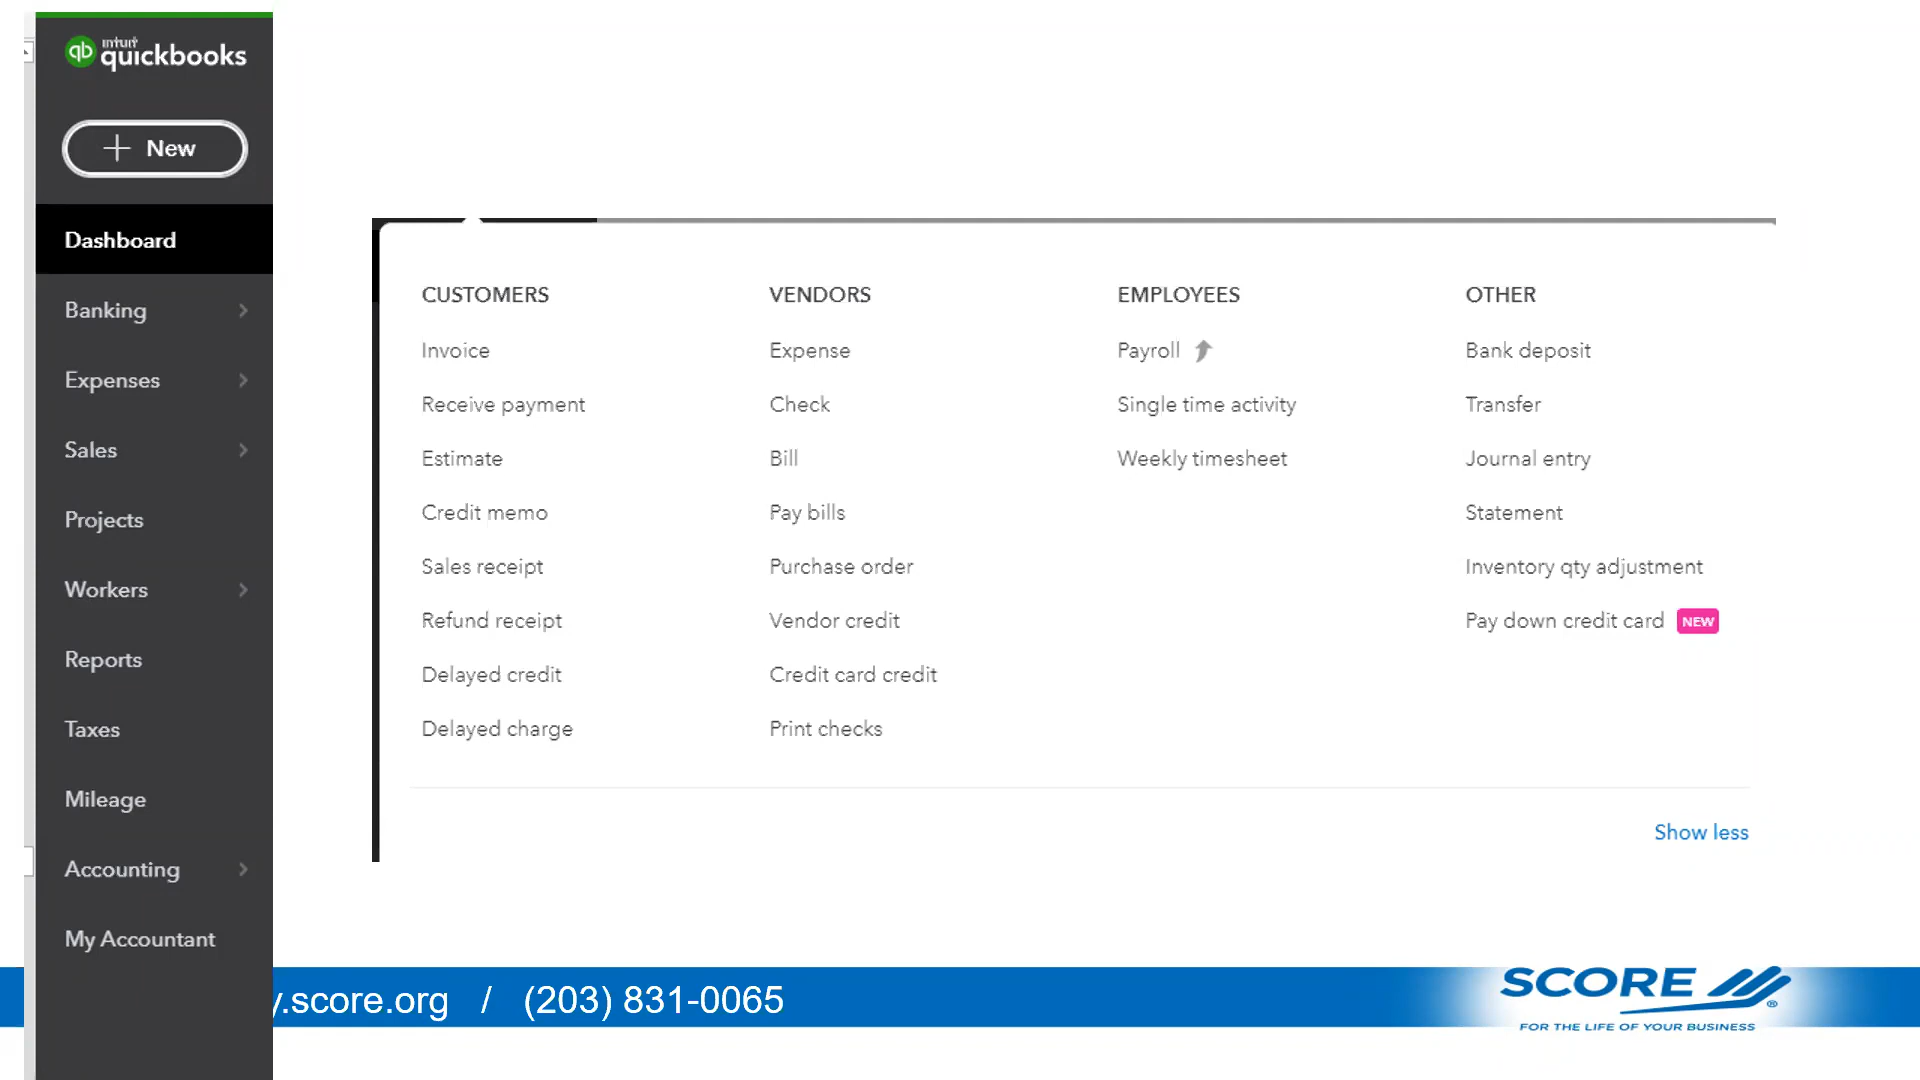 intuit
qb quickbooks
+ New
Dashboard
Banking
Expenses
Sales
Projects
Workers
Reports
Taxes
Mileage
Accounting
My Accountant
CUSTOMERS
Invoice
Receive payment
Estimate
Credit memo
Sales receipt
Refund receipt
Delayed credit
Delayed charge
VENDORS
Expense
Check
Bill
Pay bills
Purchase order
Vendor credit
Credit card credit
Print checks
EMPLOYEES
Payroll
Single time activity
Weekly timesheet
OTHER
Bank deposit
Transfer
Journal entry
Statement
Inventory qty adjustment
Pay down credit card NEW
Show less
y.score.org / (203) 831-0065
SCORE ®
FOR THE LIFE OF YOUR BUSINESS